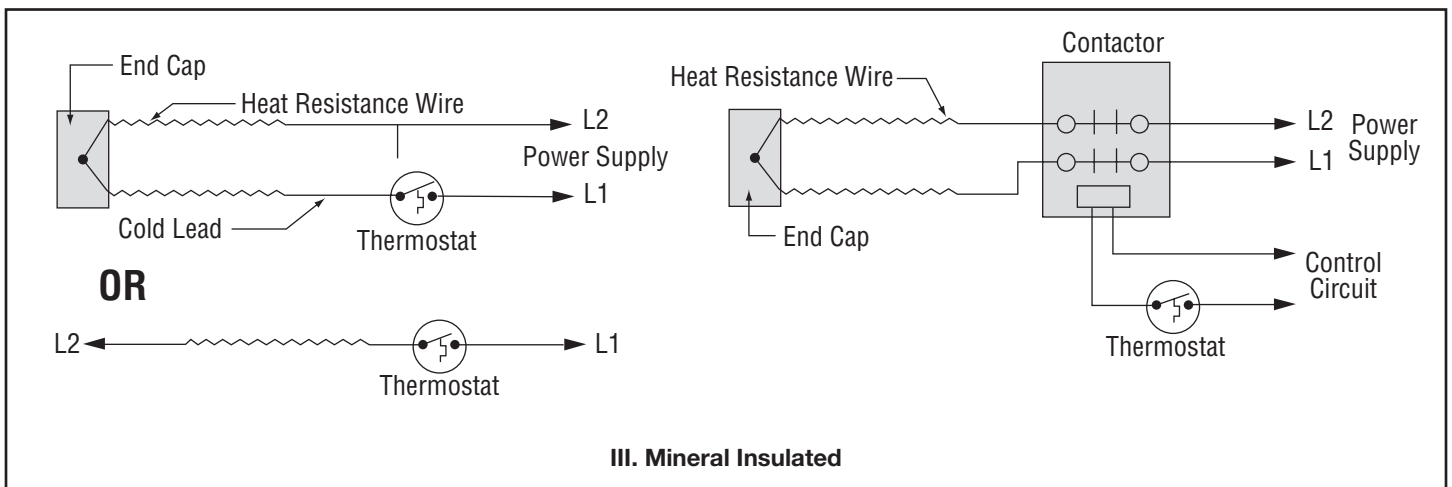 End Cap
Heat Resistance Wire
L2
Power Supply
L1
Cold Lead
Thermostat
OR
L2
L1
Thermostat
Contactor
Heat Resistance Wire
L2
Power
Supply
L1
End Cap
Control
Circuit
Thermostat
III. Mineral Insulated